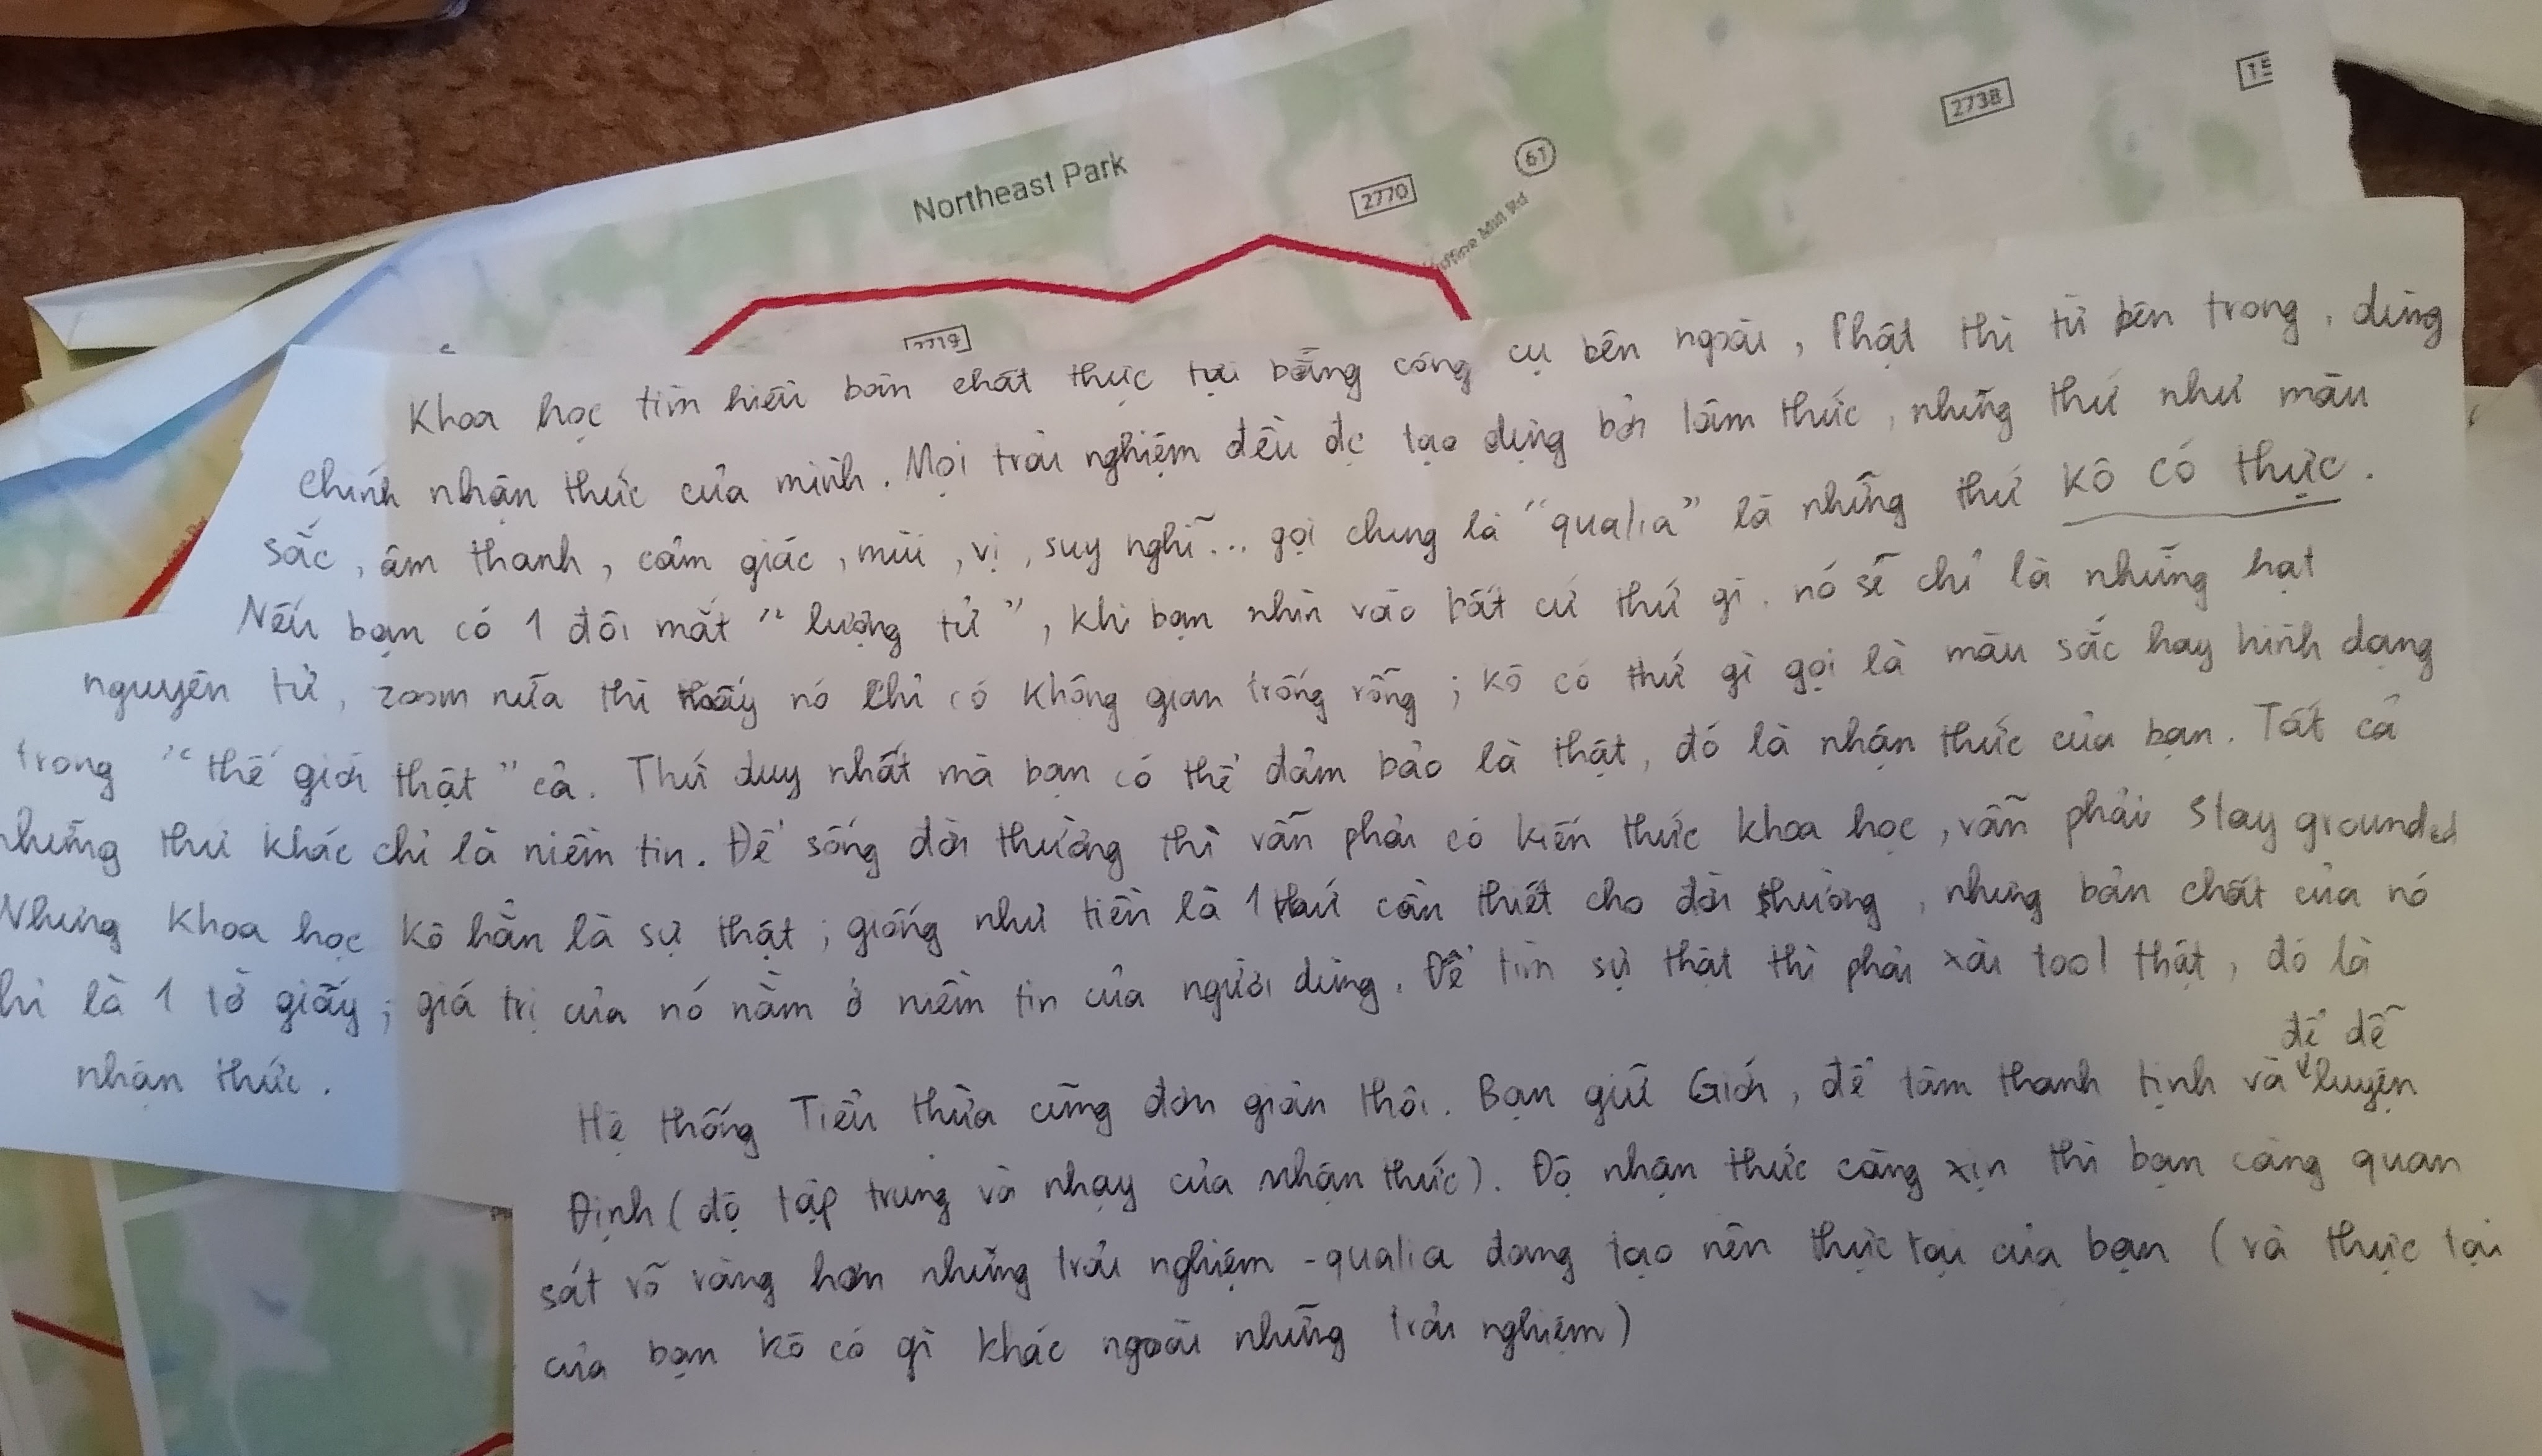 Northeast Park
2738
2770
61
2719
Khoa học tìm hiểu bản chất thực tại bằng công cụ bên ngoài, Phật thì từ bên trong, dùng
chính nhận thức của mình. Mọi trải nghiệm đều đc tạo dựng bởi tâm thức, những thứ như màu
sắc, âm thanh, cảm giác, mùi, vị, suy nghĩ... gọi chung là "qualia" là những thứ kô có thực.
Nếu bạn có 1 đôi mắt "lượng tử", khi bạn nhìn vào bất cứ thứ gì, nó sẽ chỉ là những hạt
nguyên tử, zoom nữa thì thấy nó chỉ có không gian trống rỗng; kô có thứ gì gọi là màu sắc hay hình dạng
trong "thế giới thật" cả. Thứ duy nhất mà bạn có thể đảm bảo là thật, đó là nhận thức của bạn. Tất cả
những thứ khác chỉ là niềm tin. Để sống đời thường thì vẫn phải có kiến thức khoa học, vẫn phải stay grounded
Nhưng khoa học kô hẳn là sự thật; giống như tiền là 1 thứ cần thiết cho đời thường, nhưng bản chất của nó
hỉ là 1 tờ giấy; giá trị của nó nằm ở niềm tin của người dùng. Để tìm sự thật thì phải xài tool thật, đó là
nhận thức.
Hệ thống Tiểu thừa cũng đơn giản thôi. Bạn giữ Giới, để tâm thanh tịnh và để dễ luyện
Định (độ tập trung và nhạy của nhận thức). Độ nhận thức càng xịn thì bạn càng quan
sát rõ ràng hơn những trải nghiệm - qualia đang tạo nên thực tại của bạn (và thực tại
của bạn kô có gì khác ngoài những trải nghiệm)